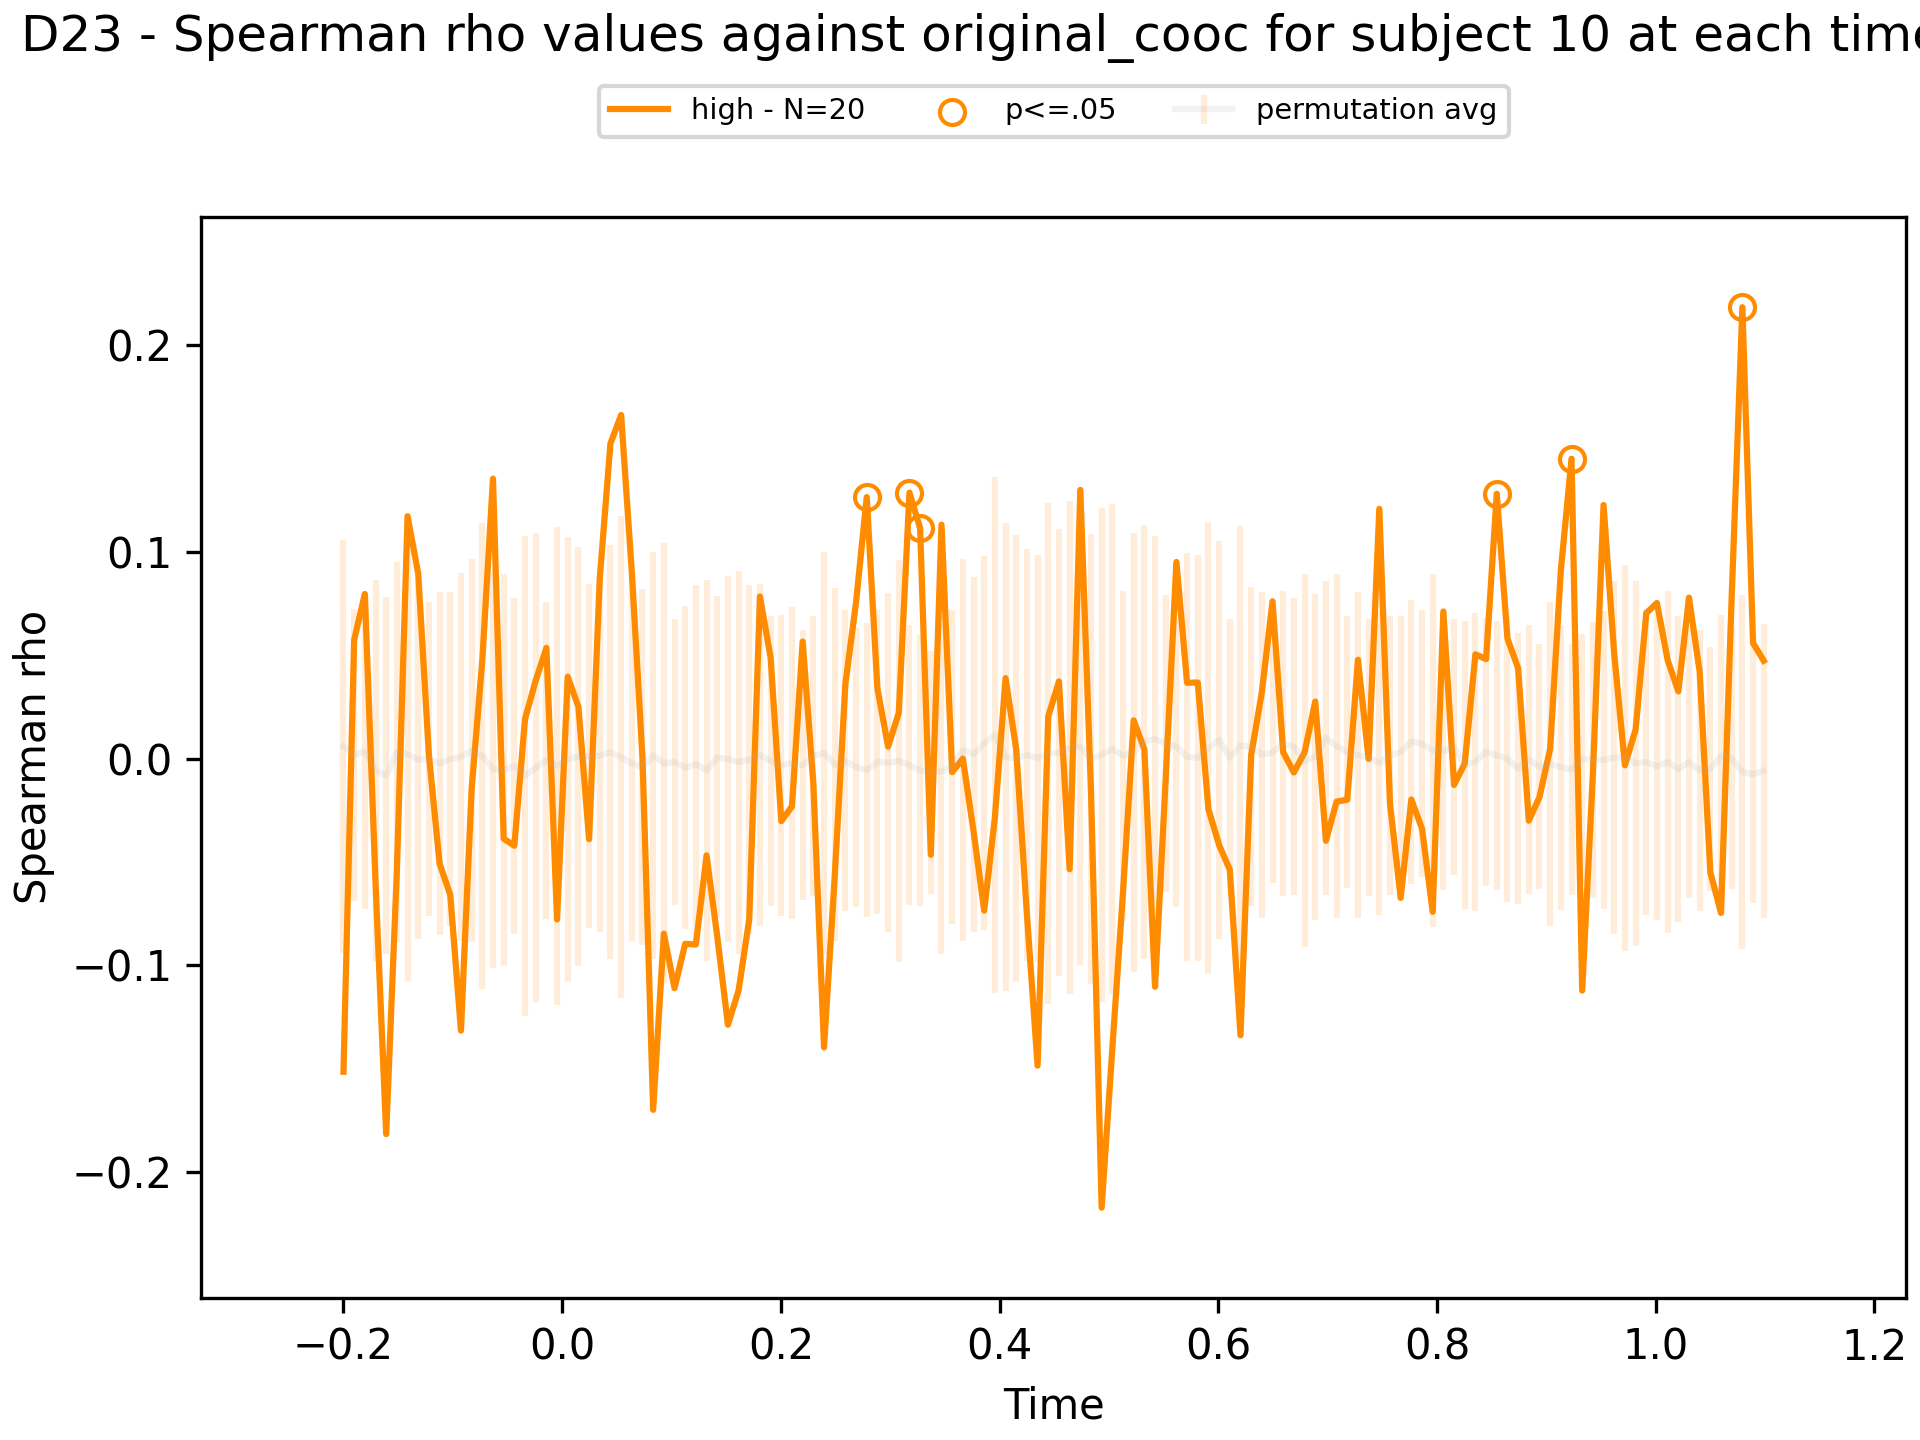 D23 - Spearman rho values against original_cooc for subject 10 at each time
high - N=20 p<=.05 permutation avg
0.2
0.1
0.0
−0.1
−0.2
Spearman rho
−0.2 0.0 0.2 0.4 0.6 0.8 1.0 1.2
Time